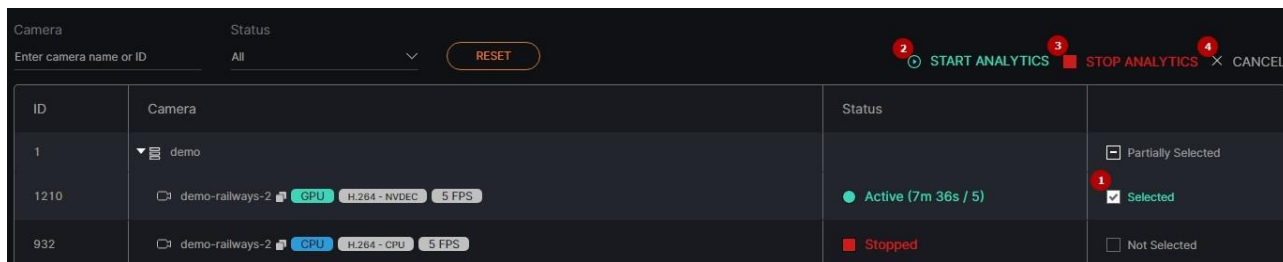 Camera Status
Enter camera name or ID All RESET 2 START ANALYTICS 3 STOP ANALYTICS 4 CANCEL
ID Camera Status
1 demo Partially Selected
1210 demo-railways-2 GPU H.264 - NVDEC 5 FPS Active (7m 36s / 5) 1 Selected
932 demo-railways-2 CPU H.264 - CPU 5 FPS Stopped Not Selected